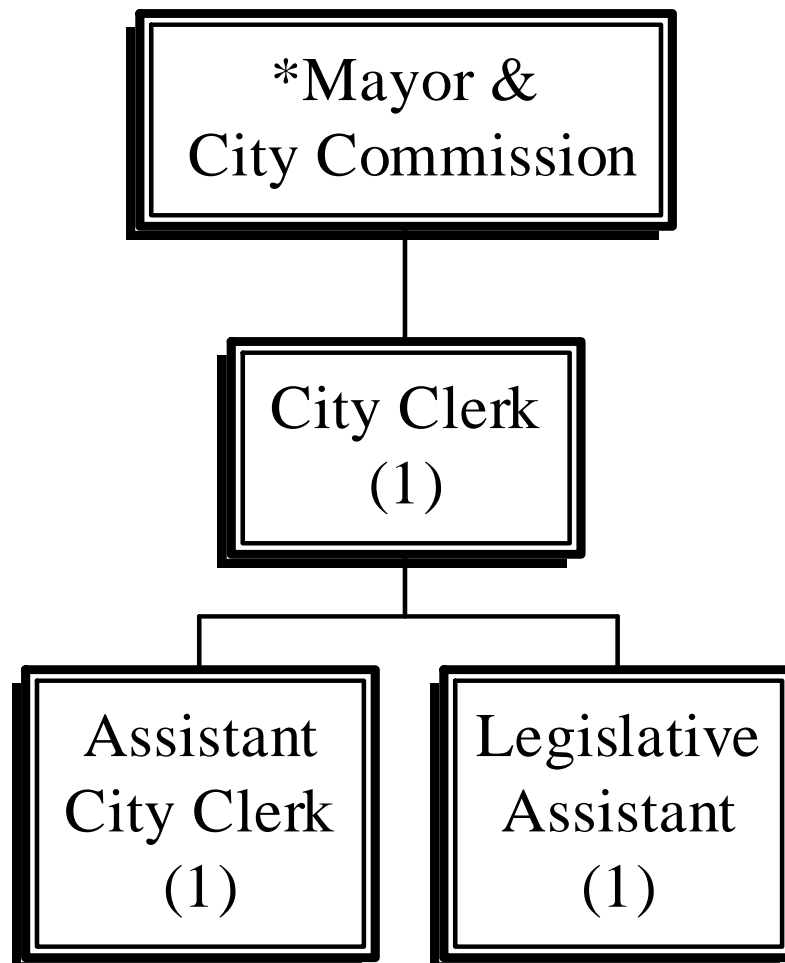 *Mayor &
City Commission
City Clerk
(1)
Assistant
City Clerk
(1)
Legislative
Assistant
(1)